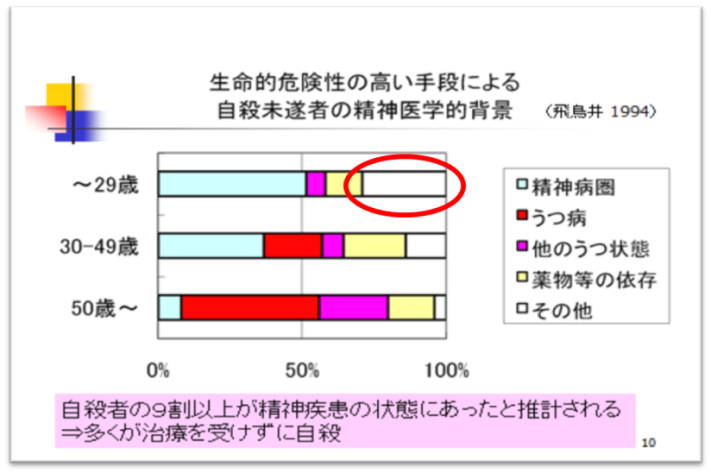 生命的危険性の高い手段による
自殺未遂者の精神医学的背景 〈飛鳥井 1994〉
～29歳
30-49歳
50歳～
0% 50% 100%
精神病圏
うつ病
他のうつ状態
薬物等の依存
その他
自殺者の９割以上が精神疾患の状態にあったと推計される
⇒多くが治療を受けずに自殺
10